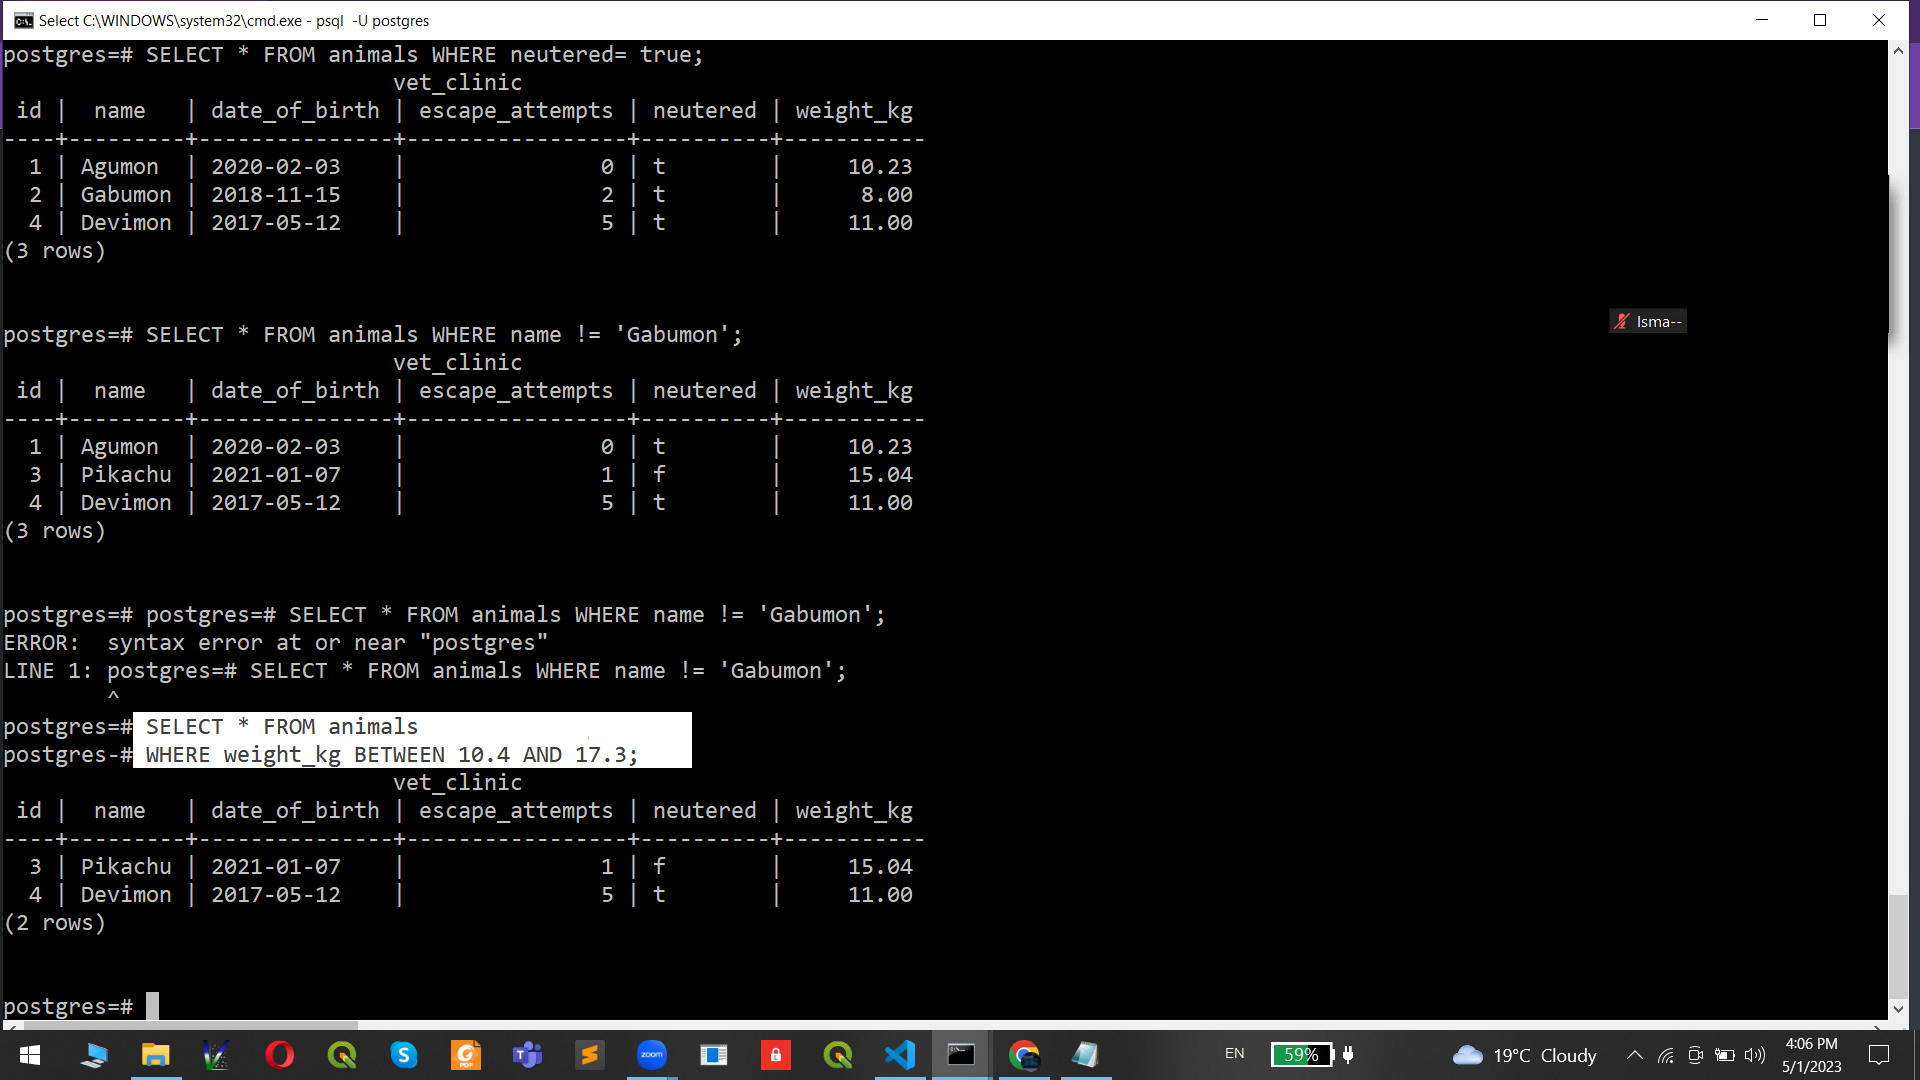 Select C:\WINDOWS\system32\cmd.exe - psql  -U postgres
postgres=# SELECT * FROM animals WHERE neutered= true;
                              vet_clinic
 id |  name   | date_of_birth | escape_attempts | neutered | weight_kg
----+---------+---------------+-----------------+----------+-----------
  1 | Agumon  | 2020-02-03    |               0 | t        |     10.23
  2 | Gabumon | 2018-11-15    |               2 | t        |      8.00
  4 | Devimon | 2017-05-12    |               5 | t        |     11.00
(3 rows)
postgres=# SELECT * FROM animals WHERE name != 'Gabumon';
Isma--
                              vet_clinic
 id |  name   | date_of_birth | escape_attempts | neutered | weight_kg
----+---------+---------------+-----------------+----------+-----------
  1 | Agumon  | 2020-02-03    |               0 | t        |     10.23
  3 | Pikachu | 2021-01-07    |               1 | f        |     15.04
  4 | Devimon | 2017-05-12    |               5 | t        |     11.00
(3 rows)
postgres=# postgres=# SELECT * FROM animals WHERE name != 'Gabumon';
ERROR:  syntax error at or near "postgres"
LINE 1: postgres=# SELECT * FROM animals WHERE name != 'Gabumon';
        ^
postgres=# SELECT * FROM animals
postgres-# WHERE weight_kg BETWEEN 10.4 AND 17.3;
                              vet_clinic
 id |  name   | date_of_birth | escape_attempts | neutered | weight_kg
----+---------+---------------+-----------------+----------+-----------
  3 | Pikachu | 2021-01-07    |               1 | f        |     15.04
  4 | Devimon | 2017-05-12    |               5 | t        |     11.00
(2 rows)
postgres=#
zoom
EN
59%
19°C Cloudy
4:06 PM
5/1/2023